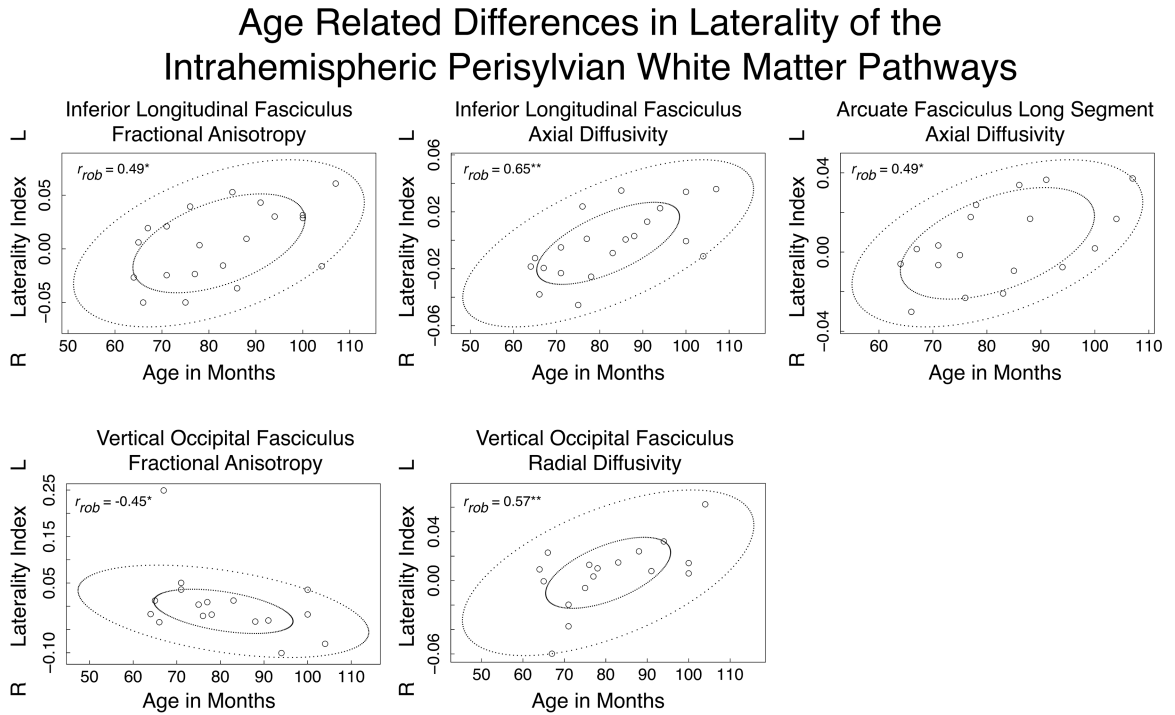 Age Related Differences in Laterality of the
Intrahemispheric Perisylvian White Matter Pathways
Inferior Longitudinal Fasciculus
Fractional Anisotropy
L
R
Laterality Index
0.05
0.00
−0.05
r_rob = 0.49*
50 60 70 80 90 100 110
Age in Months
Inferior Longitudinal Fasciculus
Axial Diffusivity
L
R
Laterality Index
0.06
0.02
−0.02
−0.06
r_rob = 0.65**
50 60 70 80 90 100 110
Age in Months
Arcuate Fasciculus Long Segment
Axial Diffusivity
L
R
Laterality Index
0.04
0.00
−0.04
r_rob = 0.49*
60 70 80 90 100 110
Age in Months
Vertical Occipital Fasciculus
Fractional Anisotropy
L
R
Laterality Index
0.25
0.15
0.05
−0.10
r_rob = -0.45*
50 60 70 80 90 100 110
Age in Months
Vertical Occipital Fasciculus
Radial Diffusivity
L
R
Laterality Index
0.04
0.00
−0.06
r_rob = 0.57**
50 60 70 80 90 100 110
Age in Months